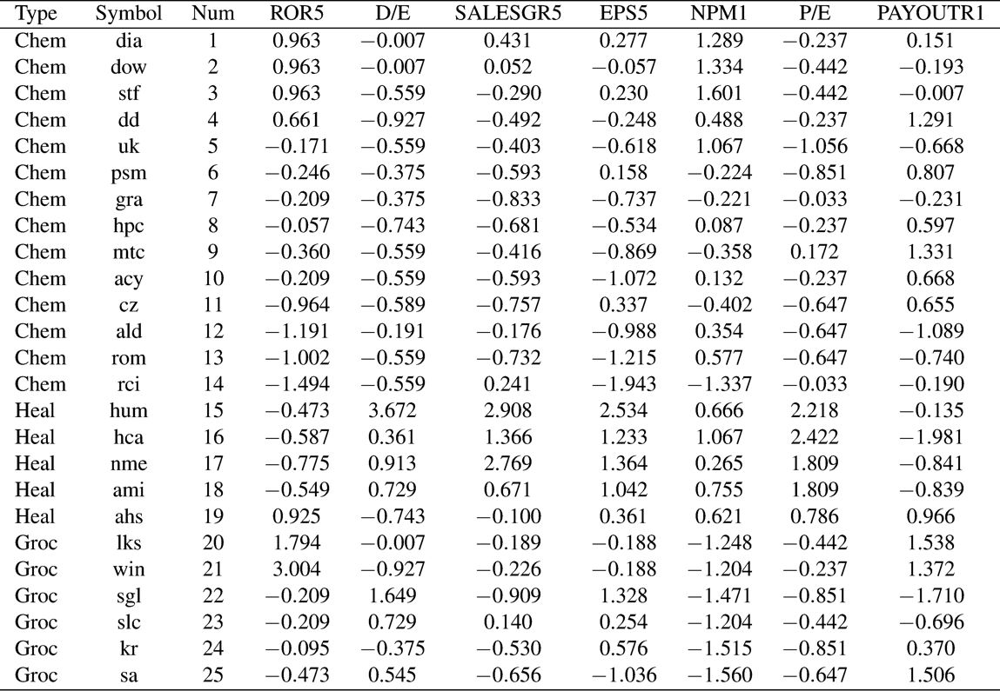 Type Symbol Num ROR5 D/E SALESGR5 EPS5 NPM1 P/E PAYOUTR1
Chem dia 1 0.963 −0.007 0.431 0.277 1.289 −0.237 0.151
Chem dow 2 0.963 −0.007 0.052 −0.057 1.334 −0.442 −0.193
Chem stf 3 0.963 −0.559 −0.290 0.230 1.601 −0.442 −0.007
Chem dd 4 0.661 −0.927 −0.492 −0.248 0.488 −0.237 1.291
Chem uk 5 −0.171 −0.559 −0.403 −0.618 1.067 −1.056 −0.668
Chem psm 6 −0.246 −0.375 −0.593 0.158 −0.224 −0.851 0.807
Chem gra 7 −0.209 −0.375 −0.833 −0.737 −0.221 −0.033 −0.231
Chem hpc 8 −0.057 −0.743 −0.681 −0.534 0.087 −0.237 0.597
Chem mtc 9 −0.360 −0.559 −0.416 −0.869 −0.358 0.172 1.331
Chem acy 10 −0.209 −0.559 −0.593 −1.072 0.132 −0.237 0.668
Chem cz 11 −0.964 −0.589 −0.757 0.337 −0.402 −0.647 0.655
Chem ald 12 −1.191 −0.191 −0.176 −0.988 0.354 −0.647 −1.089
Chem rom 13 −1.002 −0.559 −0.732 −1.215 0.577 −0.647 −0.740
Chem rci 14 −1.494 −0.559 0.241 −1.943 −1.337 −0.033 −0.190
Heal hum 15 −0.473 3.672 2.908 2.534 0.666 2.218 −0.135
Heal hca 16 −0.587 0.361 1.366 1.233 1.067 2.422 −1.981
Heal nme 17 −0.775 0.913 2.769 1.364 0.265 1.809 −0.841
Heal ami 18 −0.549 0.729 0.671 1.042 0.755 1.809 −0.839
Heal ahs 19 0.925 −0.743 −0.100 0.361 0.621 0.786 0.966
Groc lks 20 1.794 −0.007 −0.189 −0.188 −1.248 −0.442 1.538
Groc win 21 3.004 −0.927 −0.226 −0.188 −1.204 −0.237 1.372
Groc sgl 22 −0.209 1.649 −0.909 1.328 −1.471 −0.851 −1.710
Groc slc 23 −0.209 0.729 0.140 0.254 −1.204 −0.442 −0.696
Groc kr 24 −0.095 −0.375 −0.530 0.576 −1.515 −0.851 0.370
Groc sa 25 −0.473 0.545 −0.656 −1.036 −1.560 −0.647 1.506